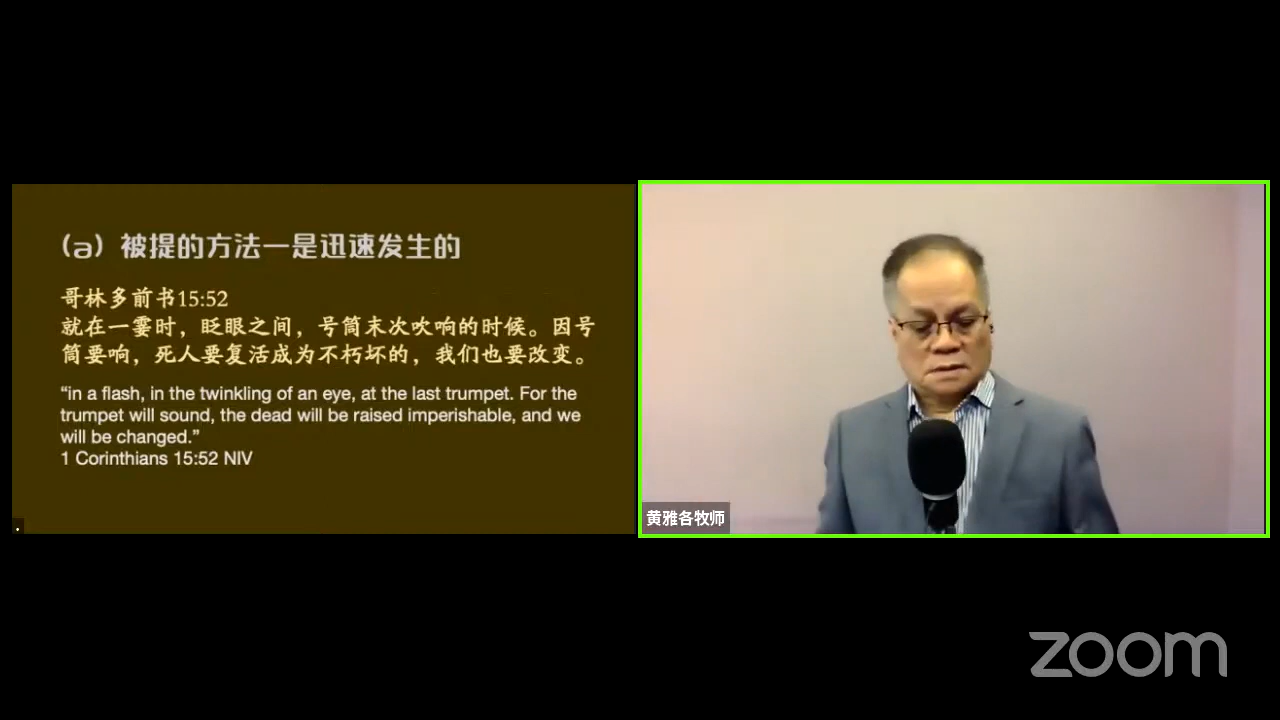 （a）被提的方法一是迅速发生的
哥林多前书15:52
就在一霎时，眨眼之间，号筒末次吹响的时候。因号
筒要响，死人要复活成为不朽坏的，我们也要改变。
“in a flash, in the twinkling of an eye, at the last trumpet. For the
trumpet will sound, the dead will be raised imperishable, and we
will be changed.”
1 Corinthians 15:52 NIV
.
黄雅各牧师
zoom